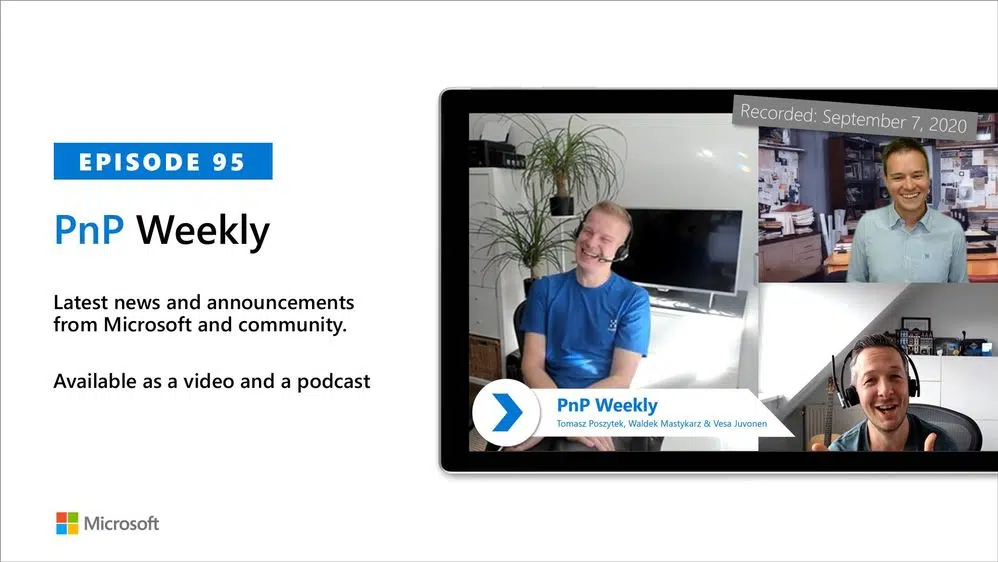 EPISODE 95
PnP Weekly
Latest news and announcements
from Microsoft and community.
Available as a video and a podcast
Microsoft
Recorded: September 7, 2020
PnP Weekly
Tomasz Poszytek, Waldek Mastykarz & Vesa Juvonen